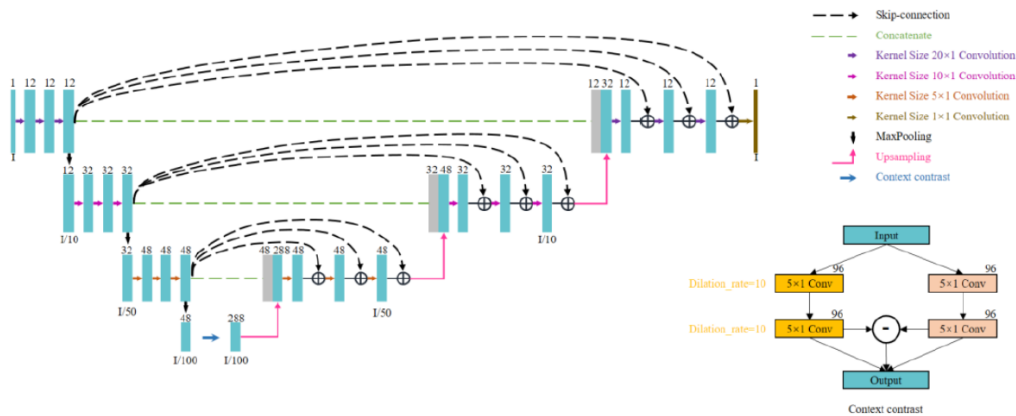 Skip-connection
Concatenate
Kernel Size 20×1 Convolution
Kernel Size 10×1 Convolution
Kernel Size 5×1 Convolution
Kernel Size 1×1 Convolution
MaxPooling
Upsampling
Context contrast
1 12 12 12
I
12 32 12 12 12 1
I
12 32 32 32
I/10
32 48 32 32 32
I/10
32 48 48 48
I/50
48 288 48 48 48
I/50
48
I/100
288
I/100
Input
96 96
Dilation_rate=10 5×1 Conv 5×1 Conv
96 96
Dilation_rate=10 5×1 Conv - 5×1 Conv
Output
Context contrast